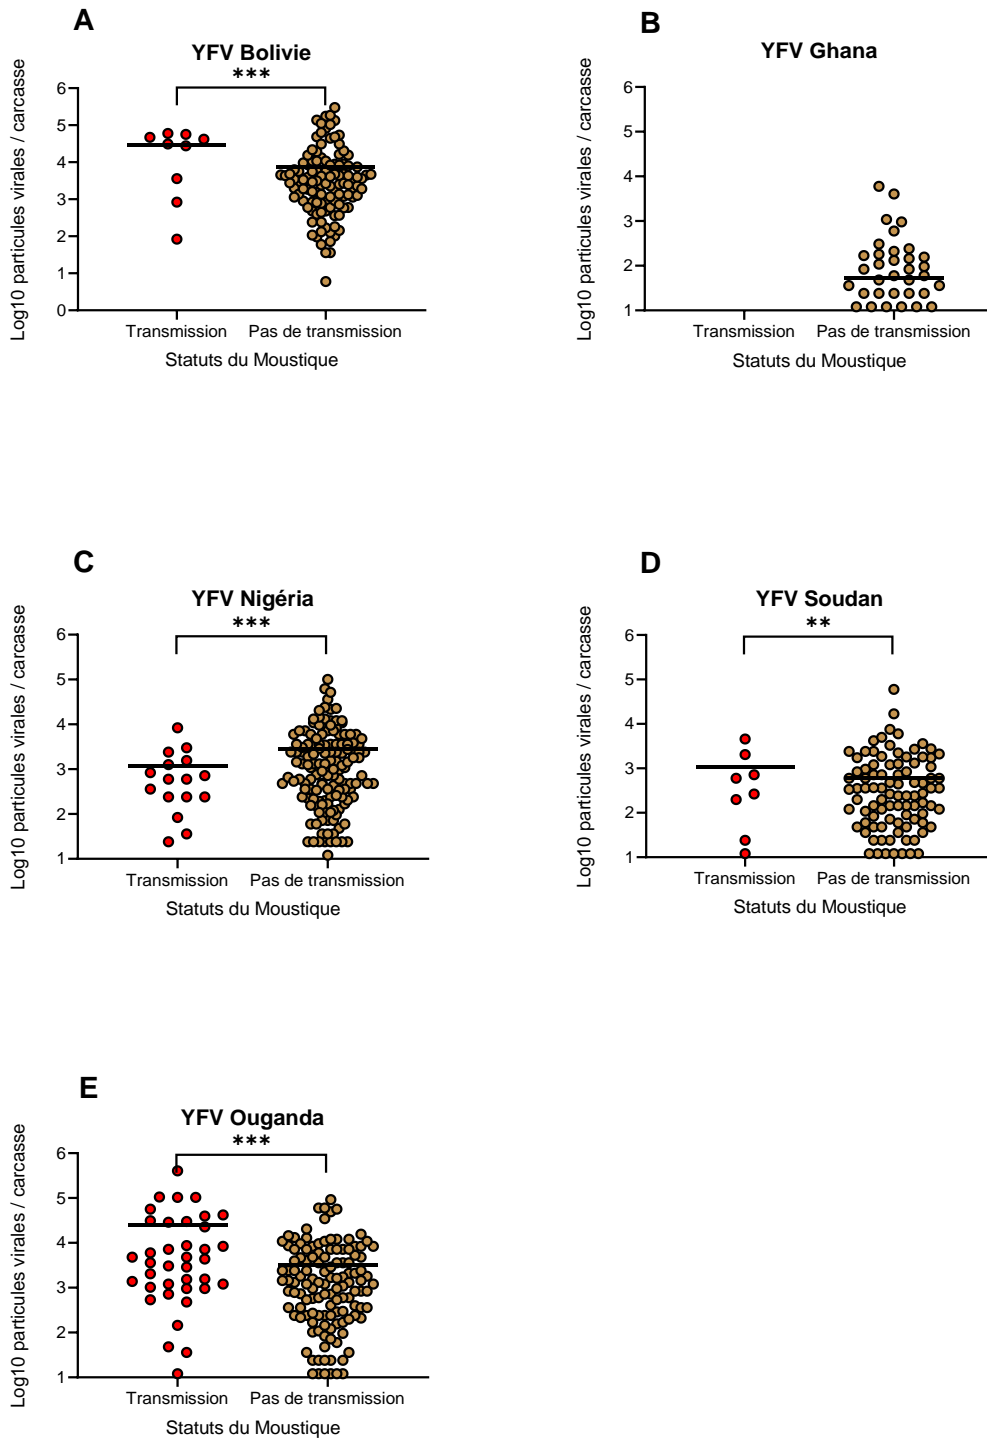 A
YFV Bolivie
***
Log10 particules virales / carcasse
6
5
4
3
2
1
0
Transmission
Pas de transmission
Statuts du Moustique
B
YFV Ghana
Log10 particules virales / carcasse
6
5
4
3
2
1
Transmission
Pas de transmission
Statuts du Moustique
C
YFV Nigéria
***
Log10 particules virales / carcasse
6
5
4
3
2
1
Transmission
Pas de transmission
Statuts du Moustique
D
YFV Soudan
**
Log10 particules virales / carcasse
6
5
4
3
2
1
Transmission
Pas de transmission
Statuts du Moustique
E
YFV Ouganda
***
Log10 particules virales / carcasse
6
5
4
3
2
1
Transmission
Pas de transmission
Statuts du Moustique